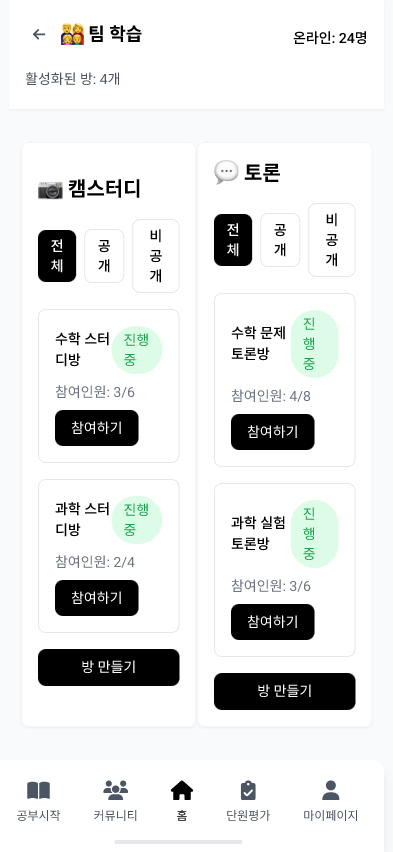 팀 학습
온라인: 24명
활성화된 방: 4개
캠스터디
전
체
공
개
비
공
개
수학 스터
디방
진행
중
참여인원: 3/6
참여하기
과학 스터
디방
진행
중
참여인원: 2/4
참여하기
방 만들기
토론
전
체
공
개
비
공
개
수학 문제
토론방
진
행
중
참여인원: 4/8
참여하기
과학 실험
토론방
진
행
중
참여인원: 3/6
참여하기
방 만들기
공부시작
커뮤니티
홈
단원평가
마이페이지